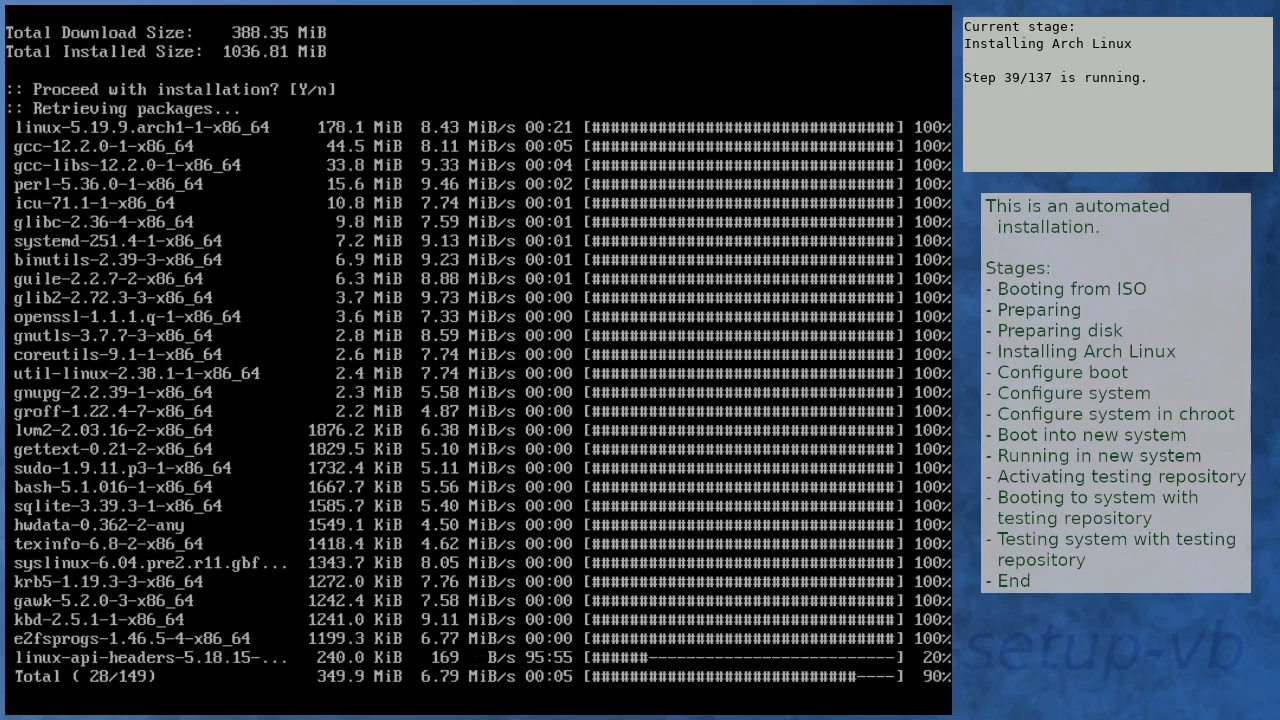 Total Download Size:    388.35 MiB
Total Installed Size:  1036.81 MiB
:: Proceed with installation? [Y/n]
:: Retrieving packages...
linux-5.19.9.arch1-1-x86_64     178.1 MiB  8.43 MiB/s 00:21 [################################] 100%
gcc-12.2.0-1-x86_64              44.5 MiB  8.11 MiB/s 00:05 [################################] 100%
gcc-libs-12.2.0-1-x86_64         33.8 MiB  9.33 MiB/s 00:04 [################################] 100%
perl-5.36.0-1-x86_64             15.6 MiB  9.46 MiB/s 00:02 [################################] 100%
icu-71.1-1-x86_64                10.8 MiB  7.74 MiB/s 00:01 [################################] 100%
glibc-2.36-4-x86_64               9.8 MiB  7.59 MiB/s 00:01 [################################] 100%
systemd-251.4-1-x86_64            7.2 MiB  9.13 MiB/s 00:01 [################################] 100%
binutils-2.39-3-x86_64            6.9 MiB  9.23 MiB/s 00:01 [################################] 100%
guile-2.2.7-2-x86_64              6.3 MiB  8.88 MiB/s 00:01 [################################] 100%
glib2-2.72.3-3-x86_64             3.7 MiB  9.73 MiB/s 00:00 [################################] 100%
openssl-1.1.1.q-1-x86_64          3.6 MiB  7.33 MiB/s 00:00 [################################] 100%
gnutls-3.7.7-3-x86_64             2.8 MiB  8.59 MiB/s 00:00 [################################] 100%
coreutils-9.1-1-x86_64            2.6 MiB  7.74 MiB/s 00:00 [################################] 100%
util-linux-2.38.1-1-x86_64        2.4 MiB  7.74 MiB/s 00:00 [################################] 100%
gnupg-2.2.39-1-x86_64             2.3 MiB  5.58 MiB/s 00:00 [################################] 100%
groff-1.22.4-7-x86_64             2.2 MiB  4.87 MiB/s 00:00 [################################] 100%
lvm2-2.03.16-2-x86_64          1876.2 KiB  6.38 MiB/s 00:00 [################################] 100%
gettext-0.21-2-x86_64          1829.5 KiB  5.10 MiB/s 00:00 [################################] 100%
sudo-1.9.11.p3-1-x86_64        1732.4 KiB  5.11 MiB/s 00:00 [################################] 100%
bash-5.1.016-1-x86_64          1667.7 KiB  5.56 MiB/s 00:00 [################################] 100%
sqlite-3.39.3-1-x86_64         1585.7 KiB  5.40 MiB/s 00:00 [################################] 100%
hwdata-0.362-2-any             1549.1 KiB  4.50 MiB/s 00:00 [################################] 100%
texinfo-6.8-2-x86_64           1418.4 KiB  4.62 MiB/s 00:00 [################################] 100%
syslinux-6.04.pre2.r11.gbf...  1343.7 KiB  8.05 MiB/s 00:00 [################################] 100%
krb5-1.19.3-3-x86_64           1272.0 KiB  7.76 MiB/s 00:00 [################################] 100%
gawk-5.2.0-3-x86_64            1242.4 KiB  7.58 MiB/s 00:00 [################################] 100%
kbd-2.5.1-1-x86_64             1241.0 KiB  9.11 MiB/s 00:00 [################################] 100%
e2fsprogs-1.46.5-4-x86_64      1199.3 KiB  6.77 MiB/s 00:00 [################################] 100%
linux-api-headers-5.18.15-...   240.0 KiB   169   B/s 95:55 [######--------------------------] 20%
Total ( 28/149)                 349.9 MiB  6.79 MiB/s 00:05 [############################----] 90%
Current stage:
Installing Arch Linux
Step 39/137 is running.
This is an automated
installation.
Stages:
- Booting from ISO
- Preparing
- Preparing disk
- Installing Arch Linux
- Configure boot
- Configure system
- Configure system in chroot
- Boot into new system
- Running in new system
- Activating testing repository
- Booting to system with
testing repository
- Testing system with testing
repository
- End
setup-vb